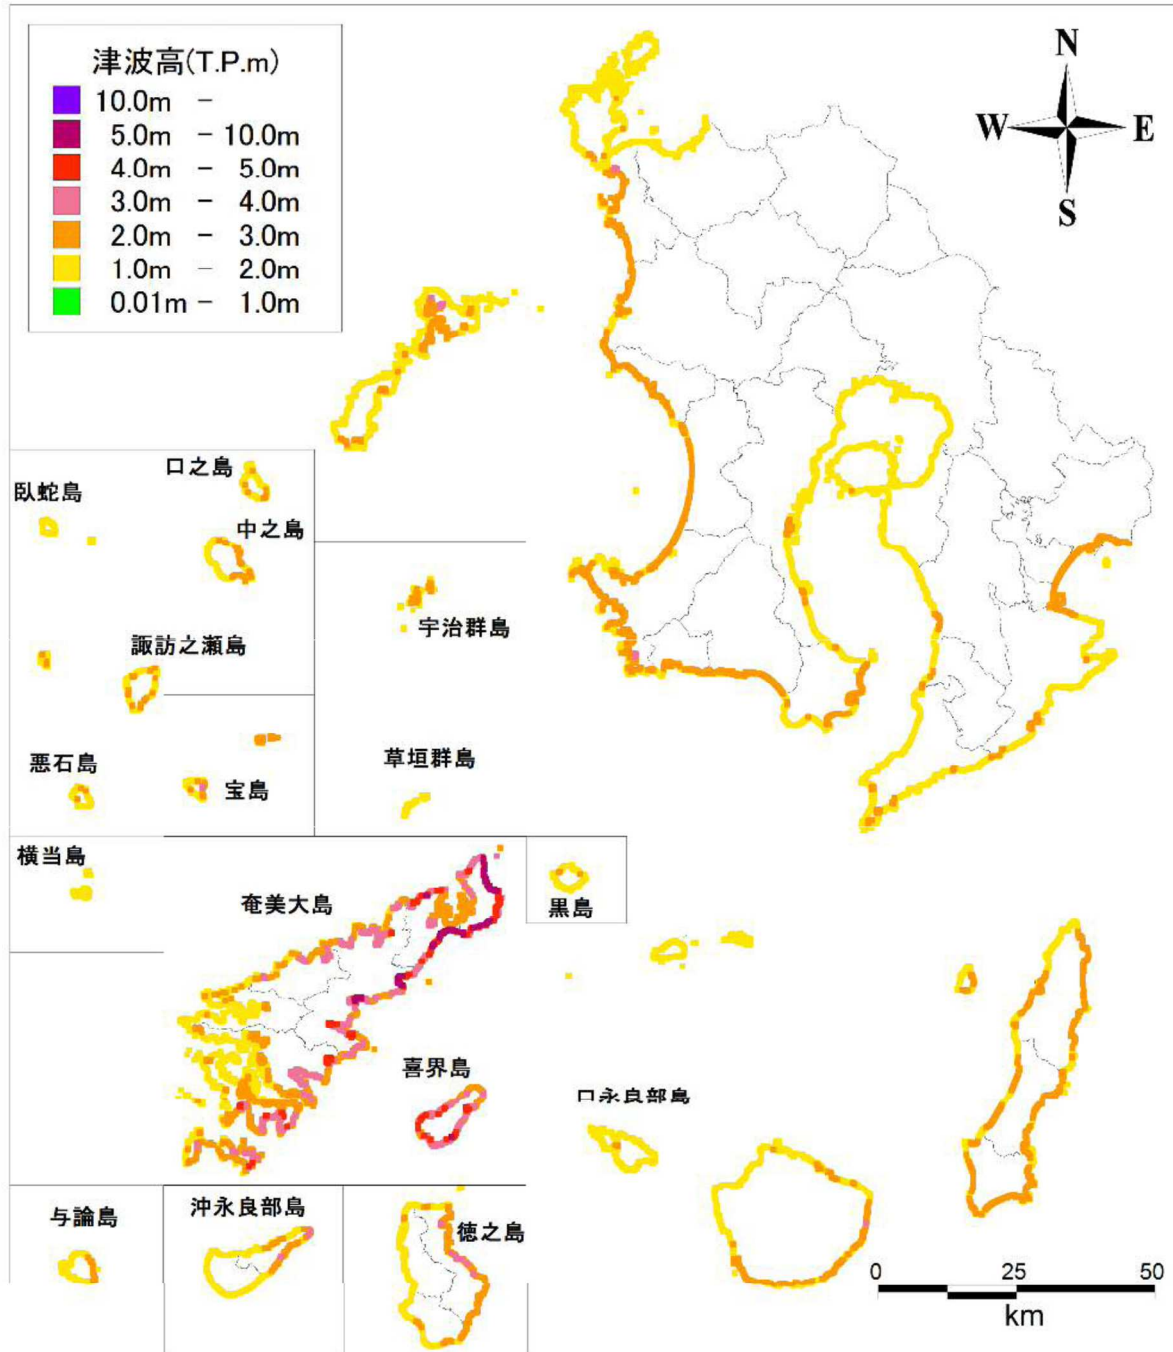 津波高(T.P.m)
10.0m -
5.0m - 10.0m
4.0m - 5.0m
3.0m - 4.0m
2.0m - 3.0m
1.0m - 2.0m
0.01m - 1.0m
N
W E
S
口之島
臥蛇島
中之島
宇治群島
諏訪之瀬島
悪石島
宝島
草垣群島
横当島
奄美大島
黒島
喜界島
口永良部島
与論島
沖永良部島
徳之島
0 25 50
km